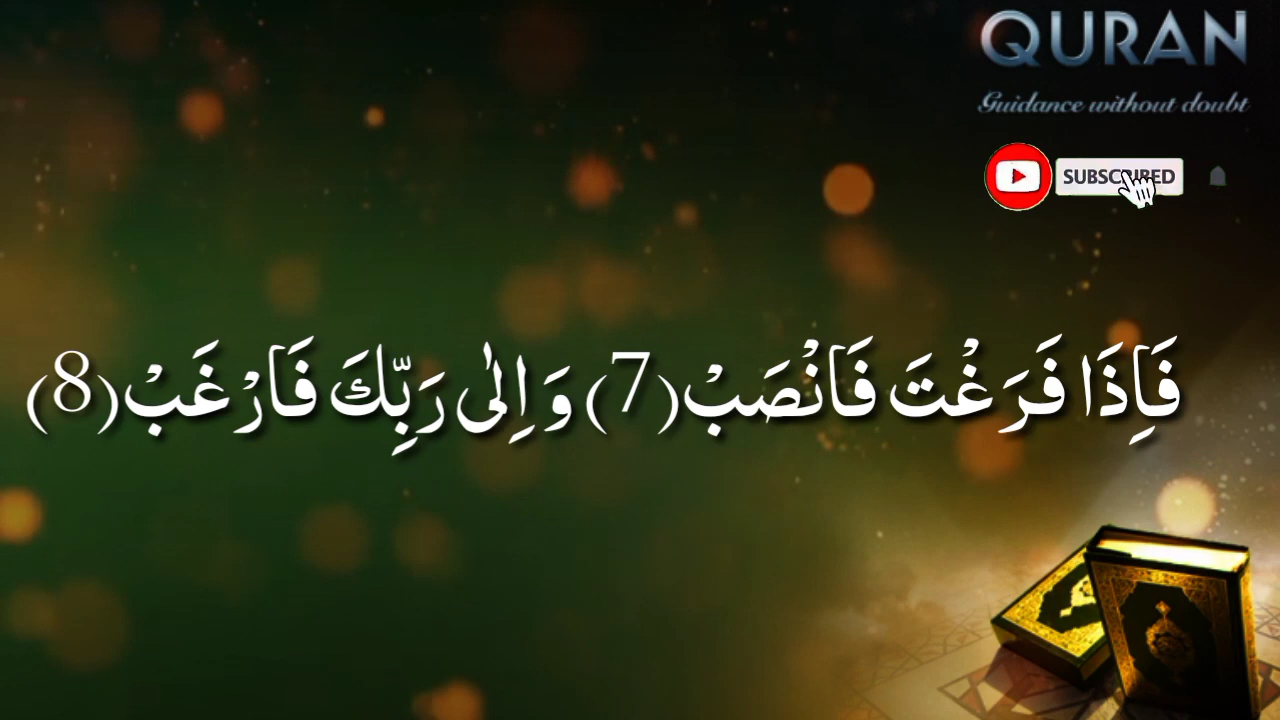 QURAN
Guidance without doubt
SUBSCRIBED
فَاِذَا فَرَغْتَ فَانْصَبْ(7) وَ اِلٰى رَبِّكَ فَارْغَبْ(8)